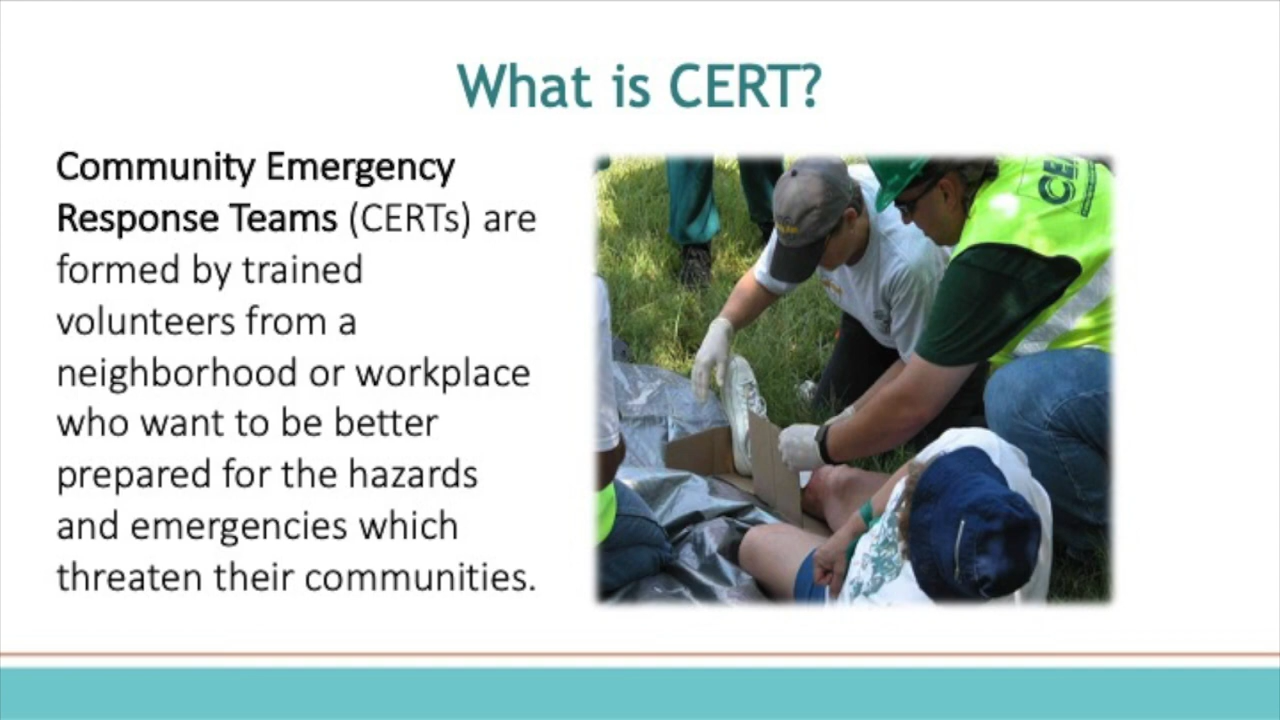 What is CERT?
Community Emergency
Response Teams (CERTs) are
formed by trained
volunteers from a
neighborhood or workplace
who want to be better
prepared for the hazards
and emergencies which
threaten their communities.